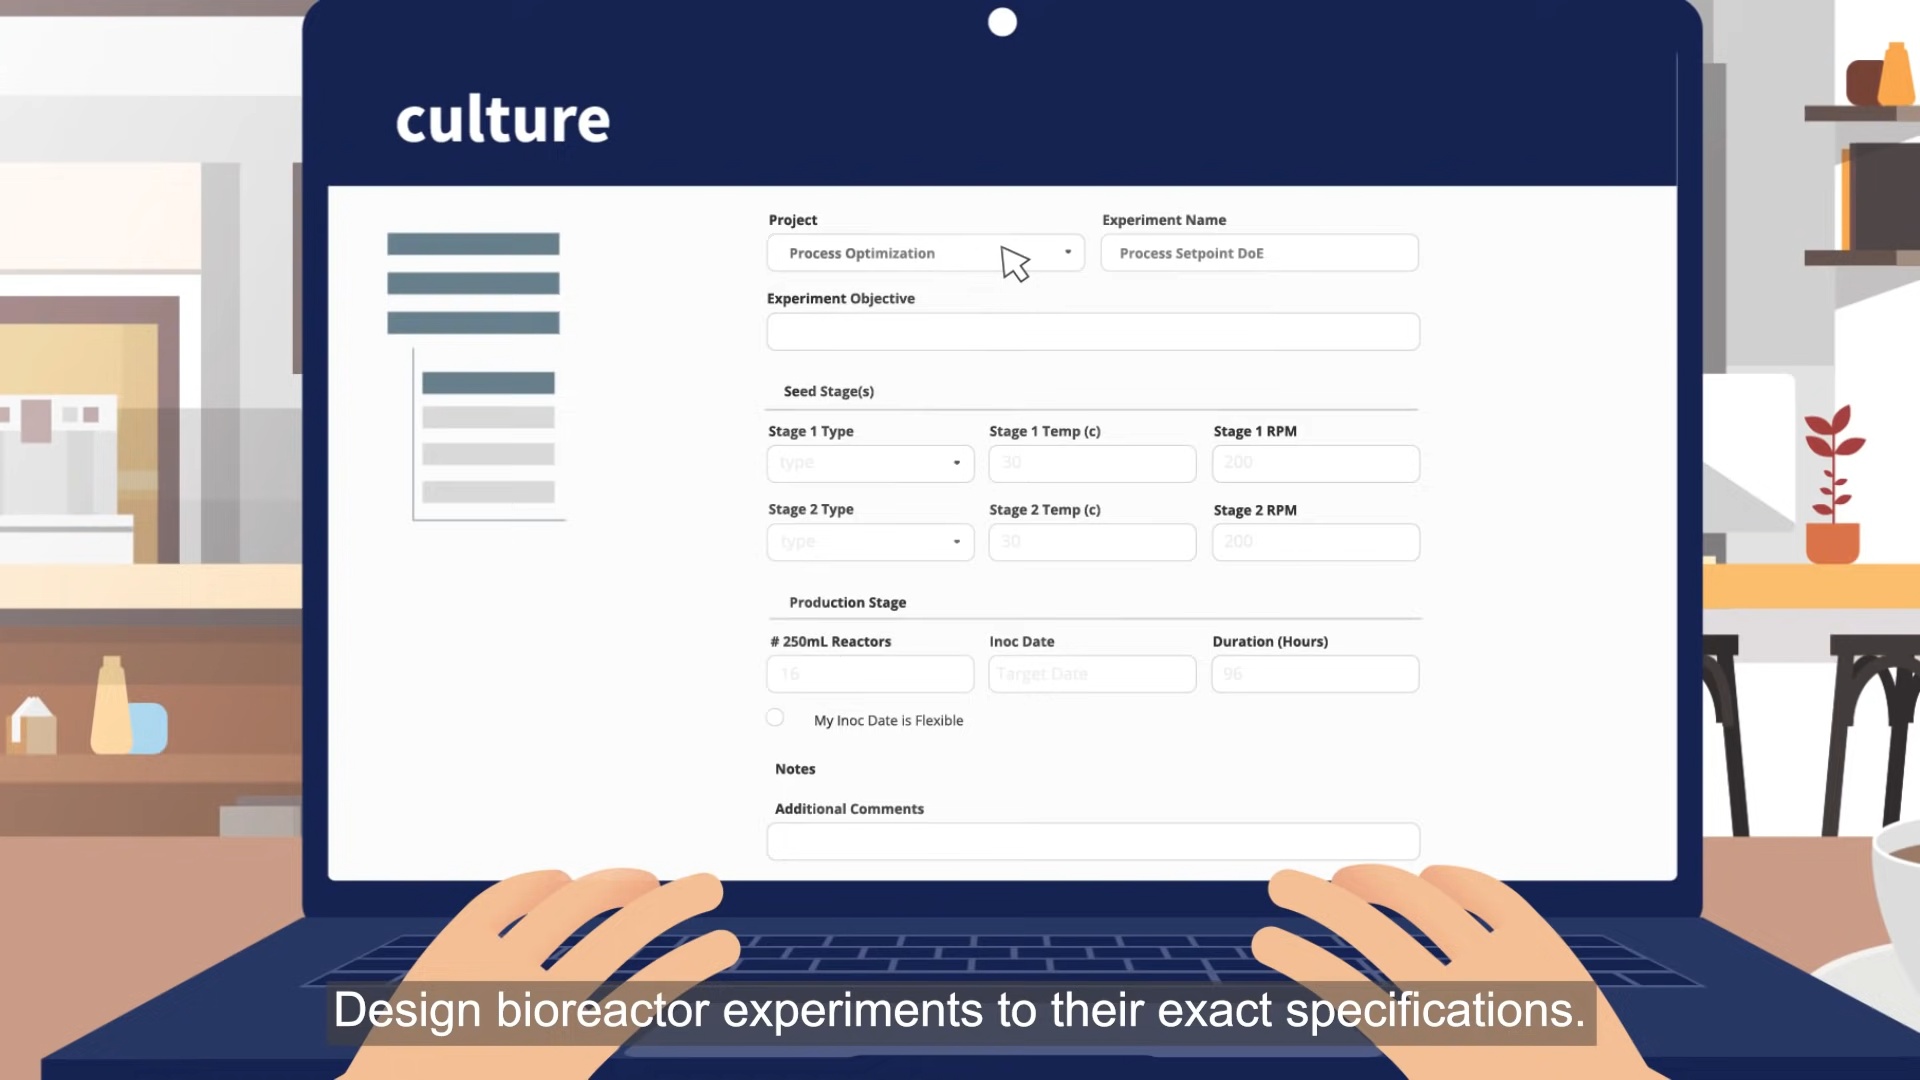 culture
Project
Experiment Name
Process Optimization
Process Setpoint DoE
Experiment Objective
Seed Stage(s)
Stage 1 Type
Stage 1 Temp (c)
Stage 1 RPM
type
30
200
Stage 2 Type
Stage 2 Temp (c)
Stage 2 RPM
type
30
200
Production Stage
# 250mL Reactors
Inoc Date
Duration (Hours)
16
Target Date
96
My Inoc Date is Flexible
Notes
Additional Comments
Design bioreactor experiments to their exact specifications.